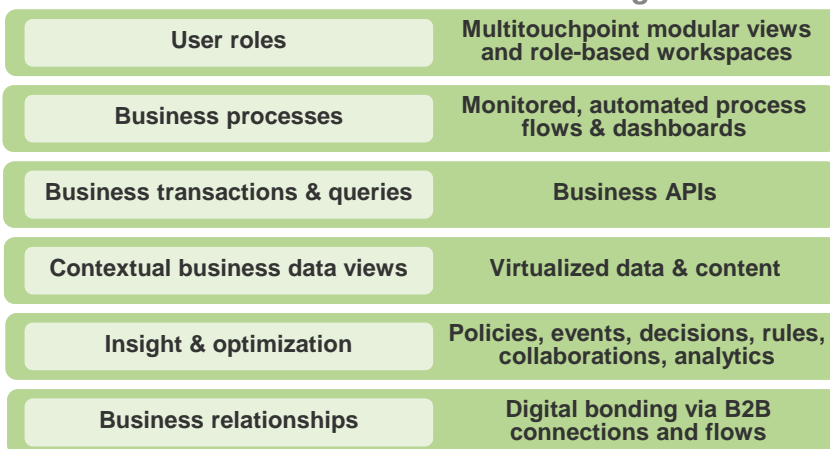 User roles
Multitouchpoint modular views
and role-based workspaces
Business processes
Monitored, automated process
flows & dashboards
Business transactions & queries
Business APIs
Contextual business data views
Virtualized data & content
Insight & optimization
Policies, events, decisions, rules,
collaborations, analytics
Business relationships
Digital bonding via B2B
connections and flows